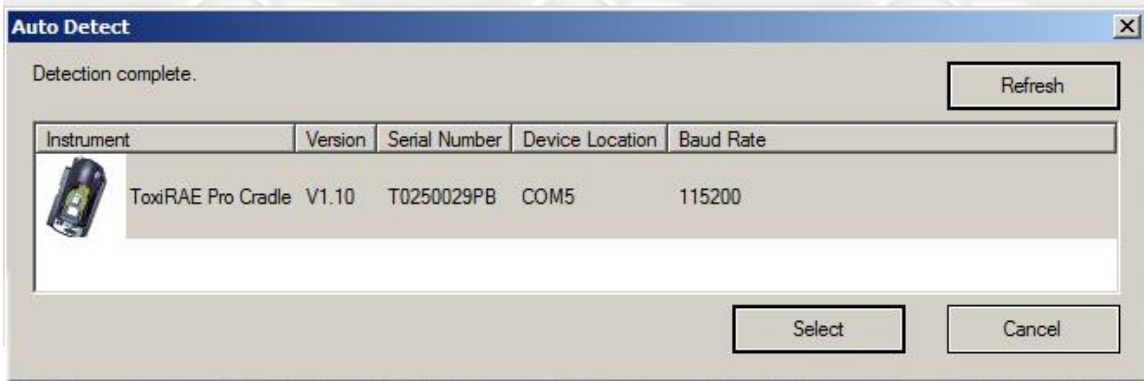 Auto Detect
Detection complete.
Refresh
Instrument Version Serial Number Device Location Baud Rate
ToxiRAE Pro Cradle V1.10 T0250029PB COM5 115200
Select Cancel